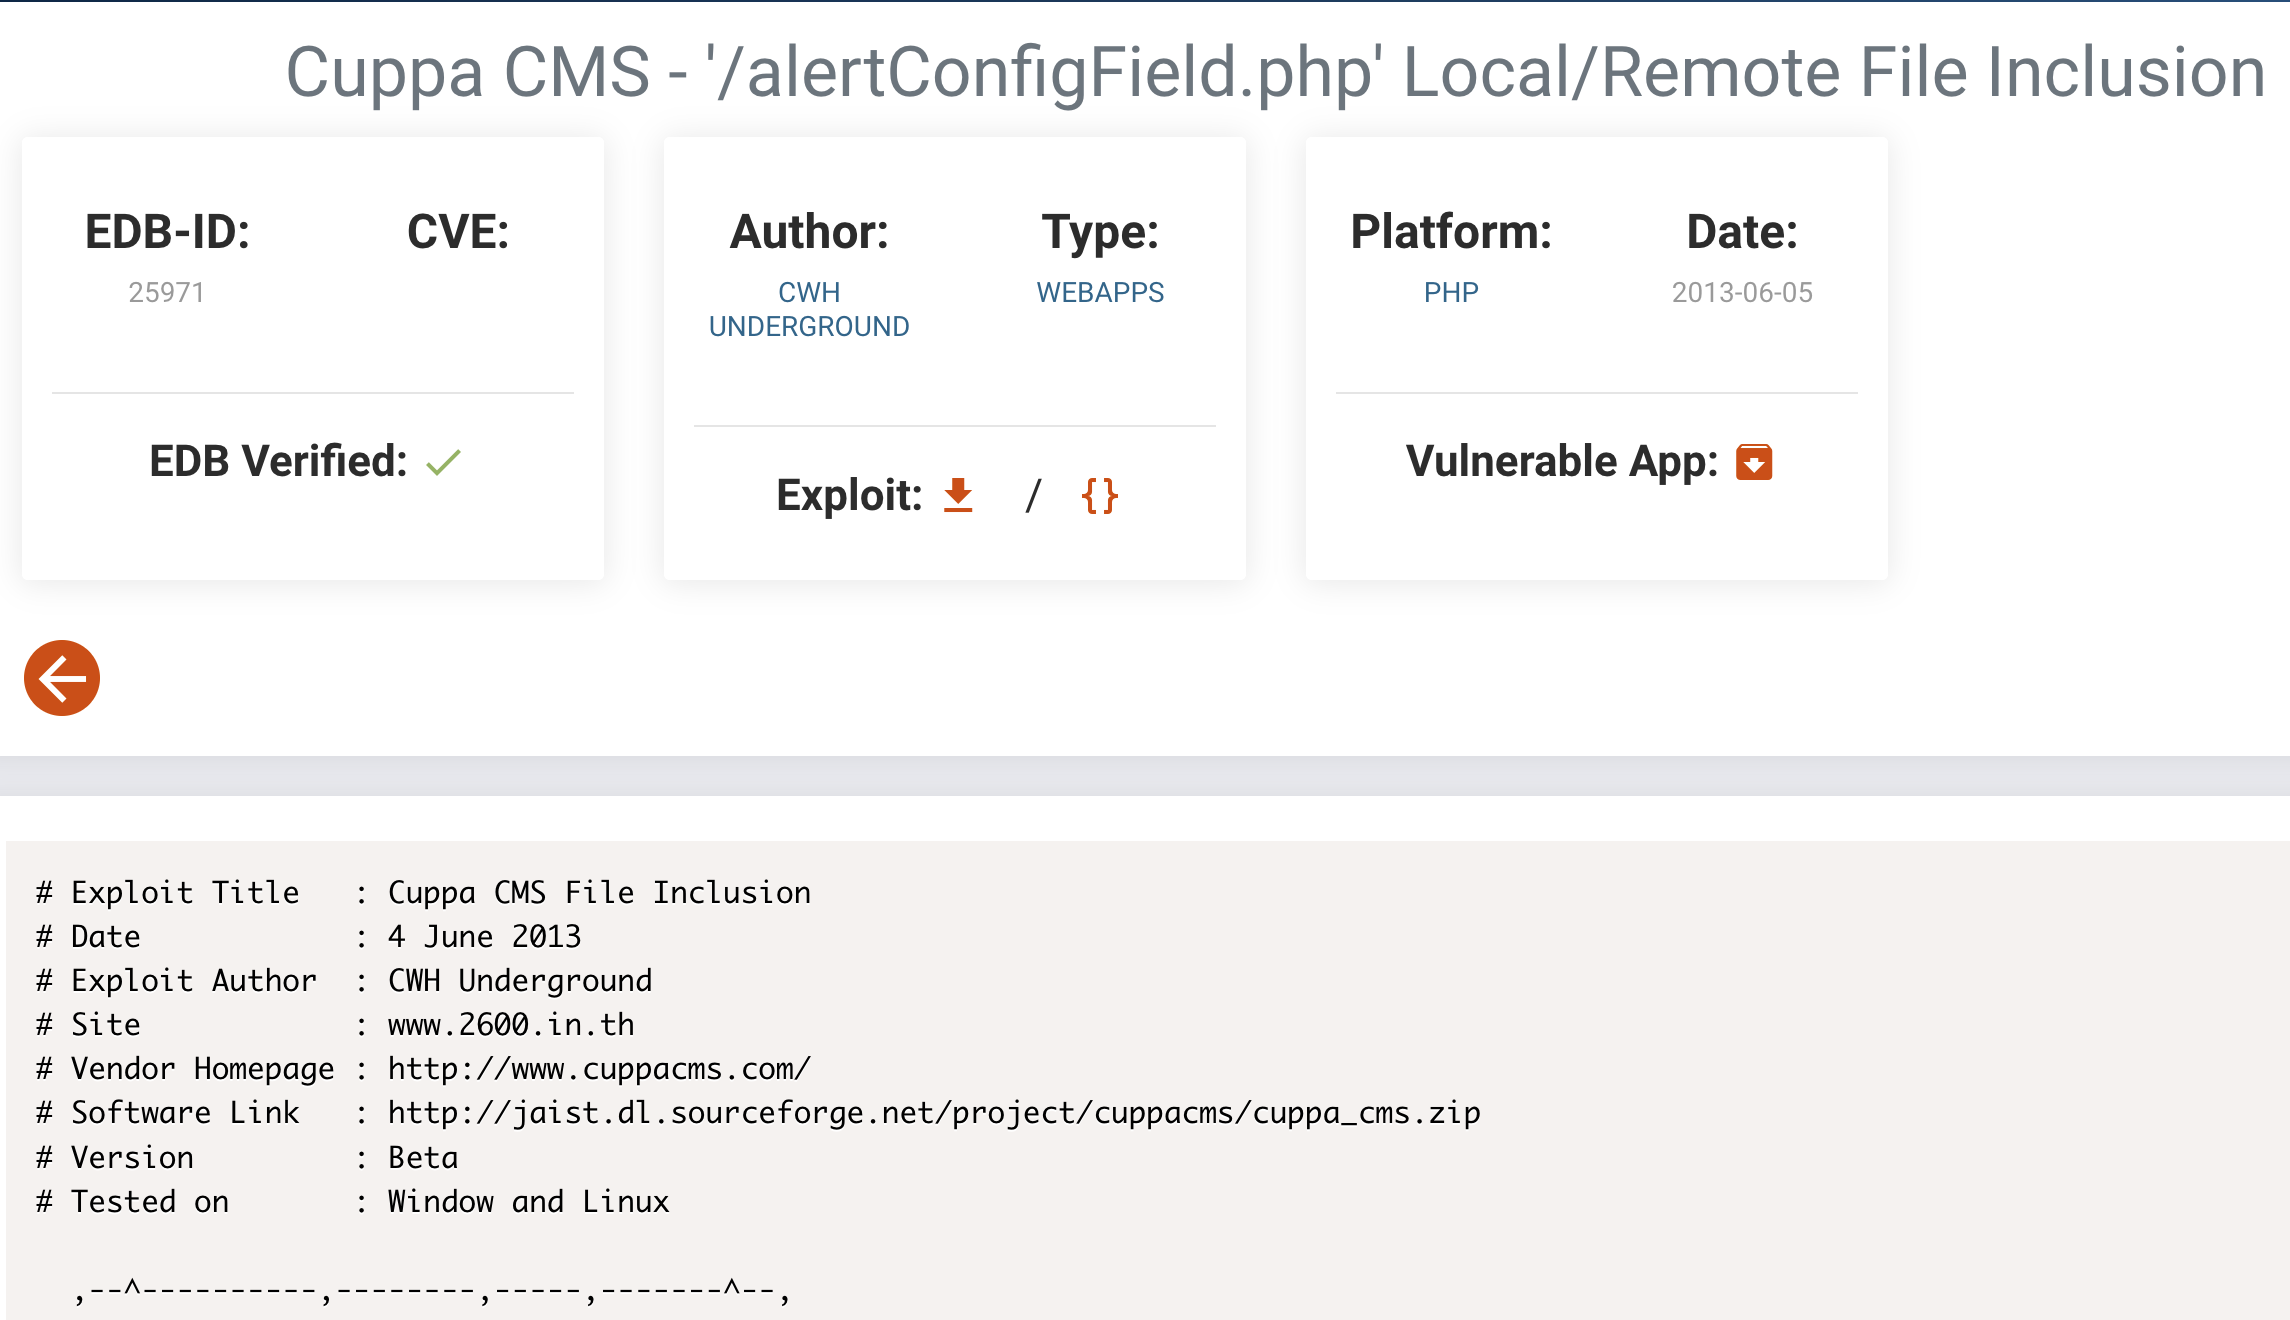 Cuppa CMS - '/alertConfigField.php' Local/Remote File Inclusion
EDB-ID:
25971
CVE:
EDB Verified:
Author:
CWH
UNDERGROUND
Type:
WEBAPPS
Exploit: / {}
Platform:
PHP
Date:
2013-06-05
Vulnerable App:
# Exploit Title   : Cuppa CMS File Inclusion
# Date            : 4 June 2013
# Exploit Author  : CWH Underground
# Site            : www.2600.in.th
# Vendor Homepage : http://www.cuppacms.com/
# Software Link   : http://jaist.dl.sourceforge.net/project/cuppacms/cuppa_cms.zip
# Version         : Beta
# Tested on       : Window and Linux
,--^----------,--------,-----,-------^--,